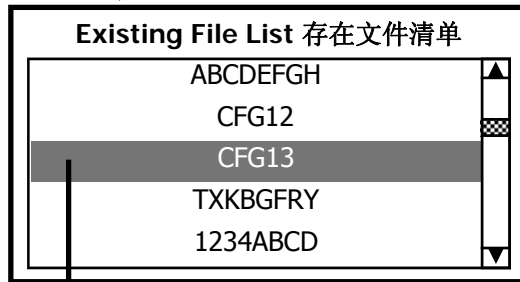 Existing File List 存在文件清单
ABCDEFGH
CFG12
CFG13
TXKBGFRY
1234ABCD